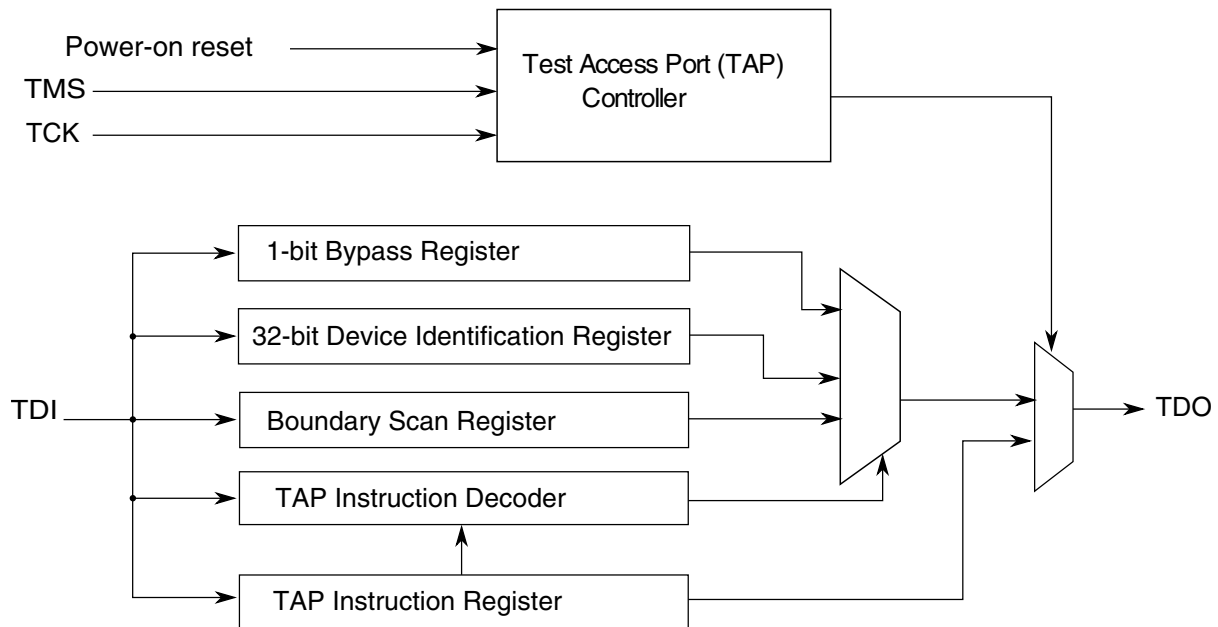 Power-on reset
TMS
TCK
Test Access Port (TAP)
Controller
1-bit Bypass Register
32-bit Device Identification Register
TDI
Boundary Scan Register
TDO
TAP Instruction Decoder
TAP Instruction Register